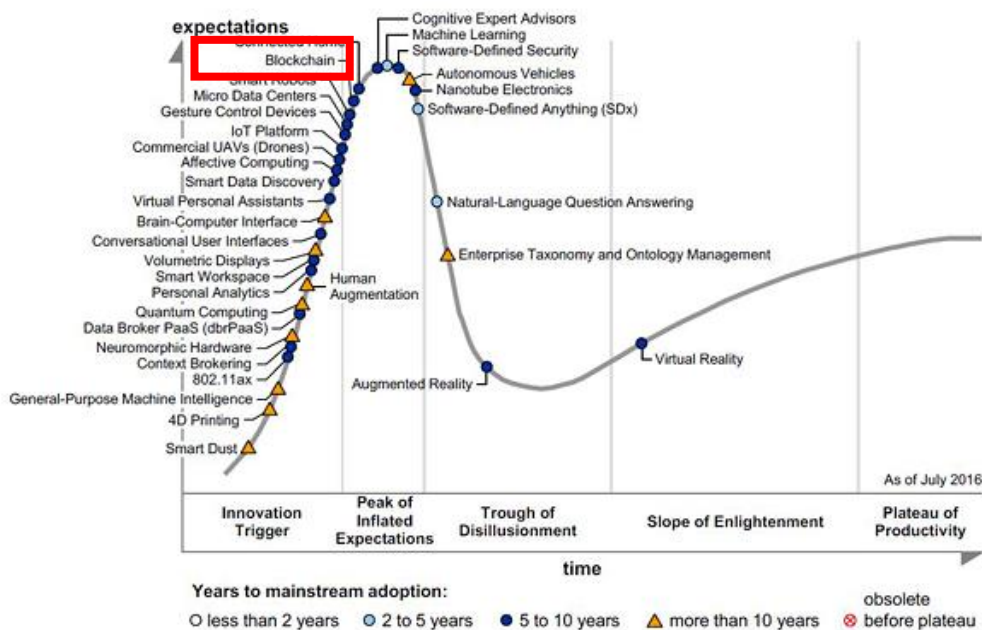 expectations
Cognitive Expert Advisors
Machine Learning
Software-Defined Security
Blockchain
Autonomous Vehicles
Nanotube Electronics
Micro Data Centers
Gesture Control Devices
Software-Defined Anything (SDx)
IoT Platform
Commercial UAVs (Drones)
Affective Computing
Smart Data Discovery
Virtual Personal Assistants
Natural-Language Question Answering
Brain-Computer Interface
Conversational User Interfaces
Volumetric Displays
Enterprise Taxonomy and Ontology Management
Smart Workspace
Personal Analytics
Human
Augmentation
Quantum Computing
Data Broker PaaS (dbrPaaS)
Neuromorphic Hardware
Context Brokering
Virtual Reality
802.11ax
Augmented Reality
General-Purpose Machine Intelligence
4D Printing
Smart Dust
As of July 2016
Innovation
Trigger
Peak of
Inflated
Expectations
Trough of
Disillusionment
Slope of Enlightenment
Plateau of
Productivity
time
Years to mainstream adoption:
less than 2 years
2 to 5 years
5 to 10 years
more than 10 years
obsolete
before plateau